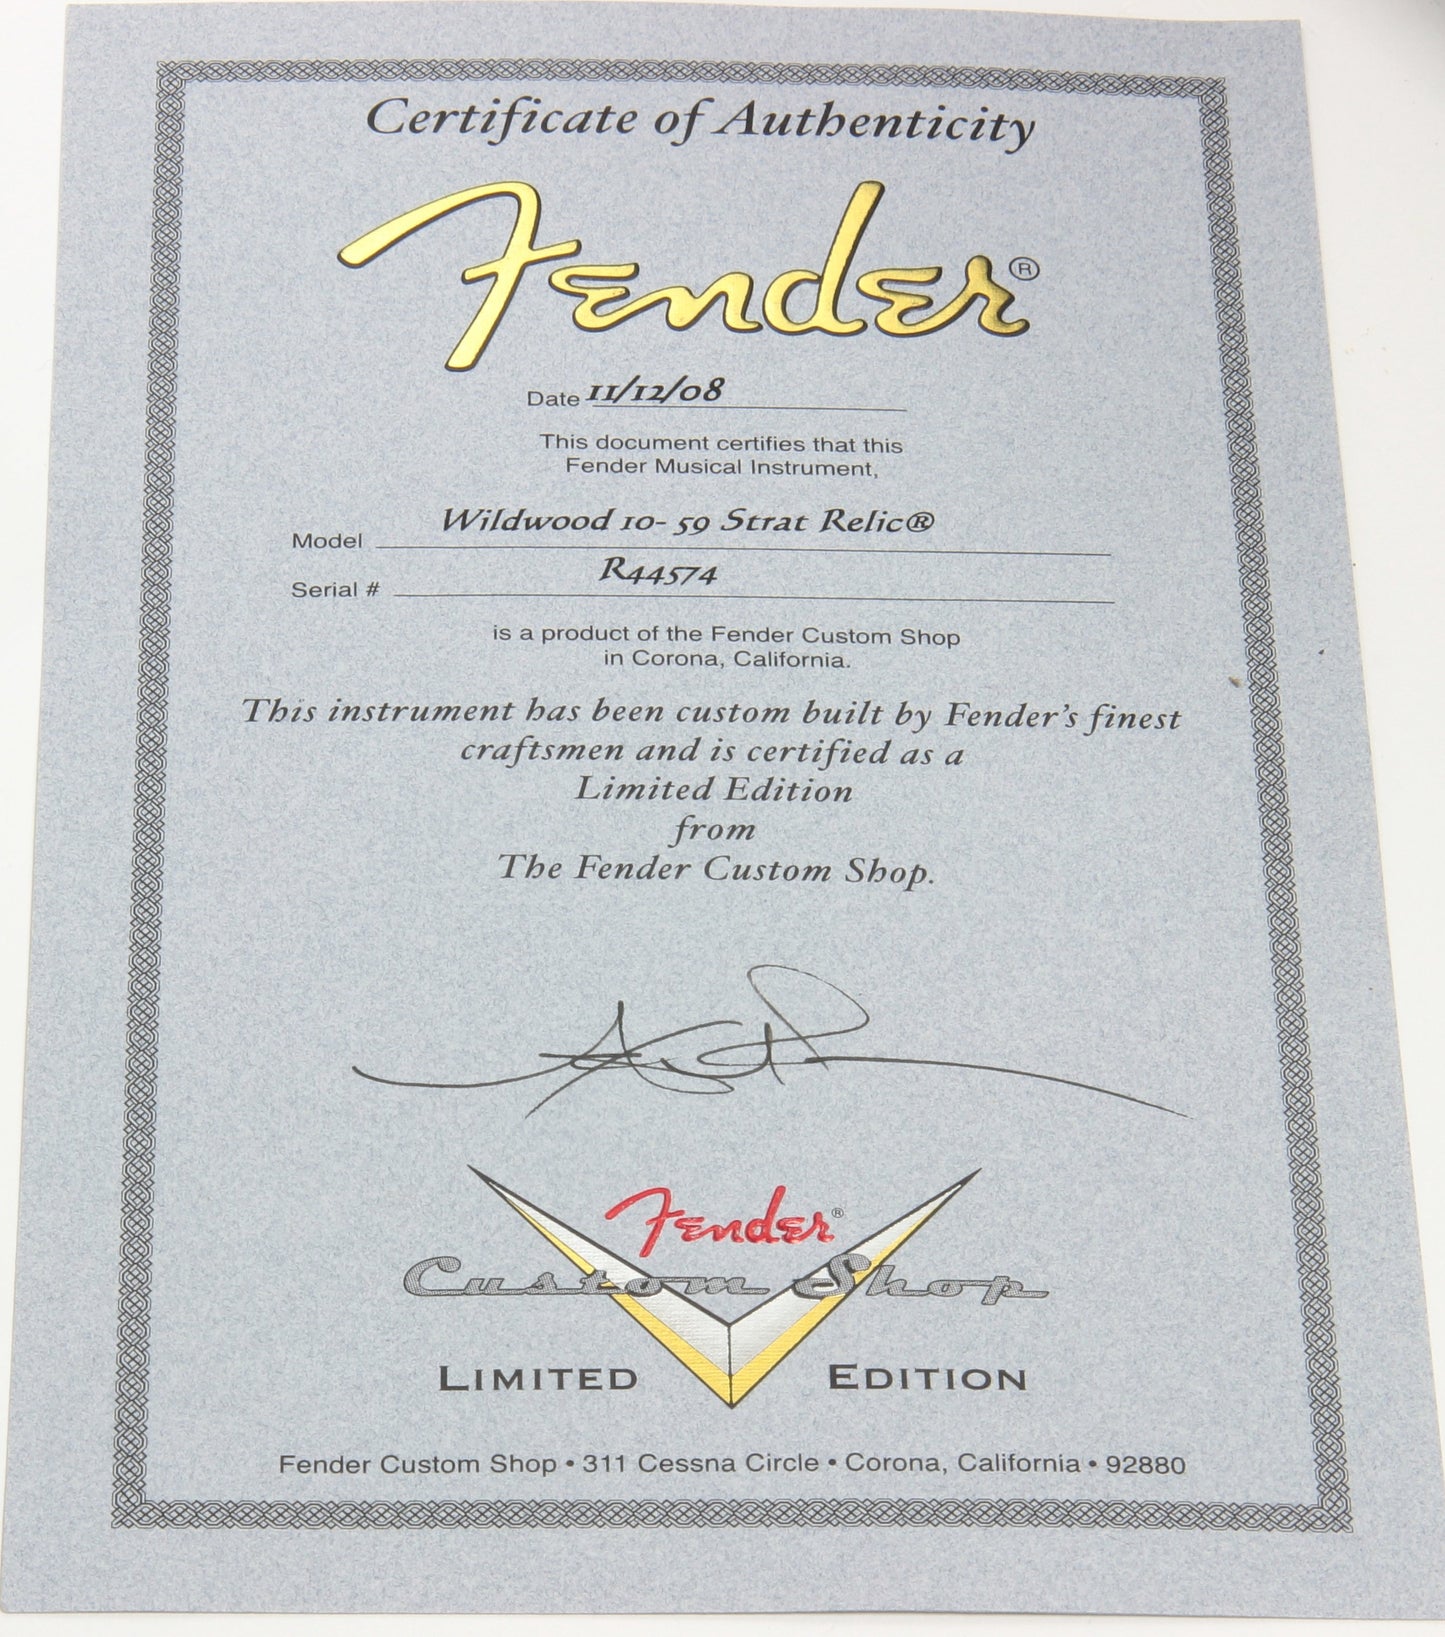 Certificate of Authenticity
Fender®
Date 11/12/08
This document certifies that this
Fender Musical Instrument,
Model Wildwood 10- 59 Strat Relic®
Serial # R44574
is a product of the Fender Custom Shop
in Corona, California.
This instrument has been custom built by Fender's finest
craftsmen and is certified as a
Limited Edition
from
The Fender Custom Shop.
Fender®
Custom Shop
LIMITED EDITION
Fender Custom Shop • 311 Cessna Circle • Corona, California • 92880